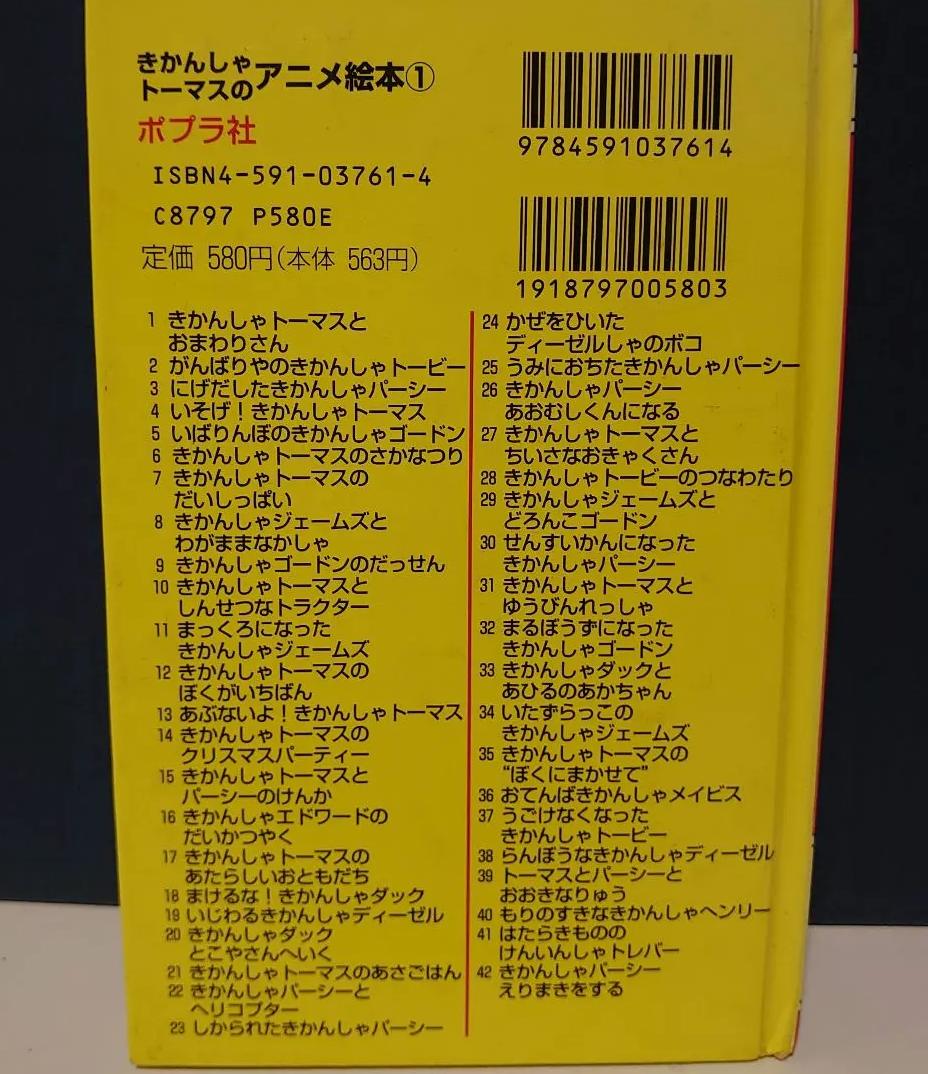 きかんしゃ
トーマスのアニメ絵本①
ポプラ社
ISBN4-591-03761-4
C8797 P580E
定価 580円(本体 563円)
9784591037614
1918797005803
1 きかんしゃトーマスと
おまわりさん
2 がんばりやのきかんしゃトービー
3 にげだしたきかんしゃパーシー
4 いそげ!きかんしゃトーマス
5 いばりんぼのきかんしゃゴードン
6 きかんしゃトーマスのさかなつり
7 きかんしゃトーマスの
だいしっぱい
8 きかんしゃジェームズと
わがままなかしゃ
9 きかんしゃゴードンのだっせん
10 きかんしゃトーマスと
しんせつなトラクター
11 まっくろになった
きかんしゃジェームズ
12 きかんしゃトーマスの
ぼくがいちばん
13 あぶないよ!きかんしゃトーマス
14 きかんしゃトーマスの
クリスマスパーティー
15 きかんしゃトーマスと
パーシーのけんか
16 きかんしゃエドワードの
だいかつやく
17 きかんしゃトーマスの
あたらしいおともだち
18 まけるな!きかんしゃダック
19 いじわるきかんしゃディーゼル
20 きかんしゃダック
とこやさんへいく
21 きかんしゃトーマスのあさごはん
22 きかんしゃパーシーと
ヘリコプター
23 しかられたきかんしゃパーシー
24 かぜをひいた
ディーゼルしゃのボコ
25 うみにおちたきかんしゃパーシー
26 きかんしゃパーシー
あおむしくんになる
27 きかんしゃトーマスと
ちいさなおきゃくさん
28 きかんしゃトービーのつなわたり
29 きかんしゃジェームズと
どろんこゴードン
30 せんすいかんになった
きかんしゃパーシー
31 きかんしゃトーマスと
ゆうびんれっしゃ
32 まるぼうずになった
きかんしゃゴードン
33 きかんしゃダックと
あひるのあかちゃん
34 いたずらっこの
きかんしゃジェームズ
35 きかんしゃトーマスの
"ぼくにまかせて"
36 おてんばきかんしゃメイビス
37 うごけなくなった
きかんしゃトービー
38 らんぼうなきかんしゃディーゼル
39 トーマスとパーシーと
おおきなりゅう
40 もりのすきなきかんしゃヘンリー
41 はたらきものの
けんいんしゃトレバー
42 きかんしゃパーシー
えりまきをする